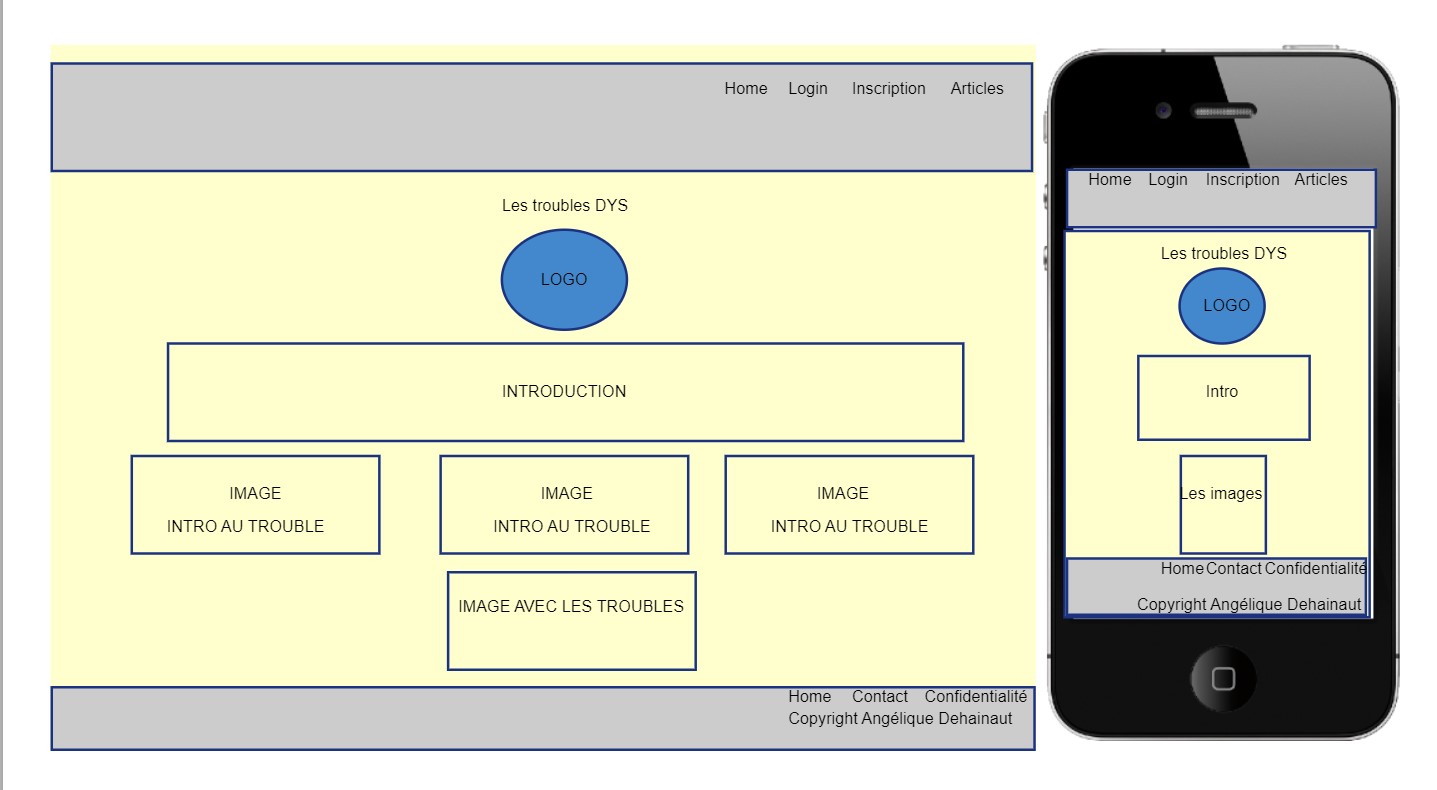 Home Login Inscription Articles
Les troubles DYS
LOGO
INTRODUCTION
IMAGE
INTRO AU TROUBLE
IMAGE
INTRO AU TROUBLE
IMAGE
INTRO AU TROUBLE
IMAGE AVEC LES TROUBLES
Home Contact Confidentialité
Copyright Angélique Dehainaut
Home Login Inscription Articles
Les troubles DYS
LOGO
Intro
Les images
Home Contact Confidentialité
Copyright Angélique Dehainaut